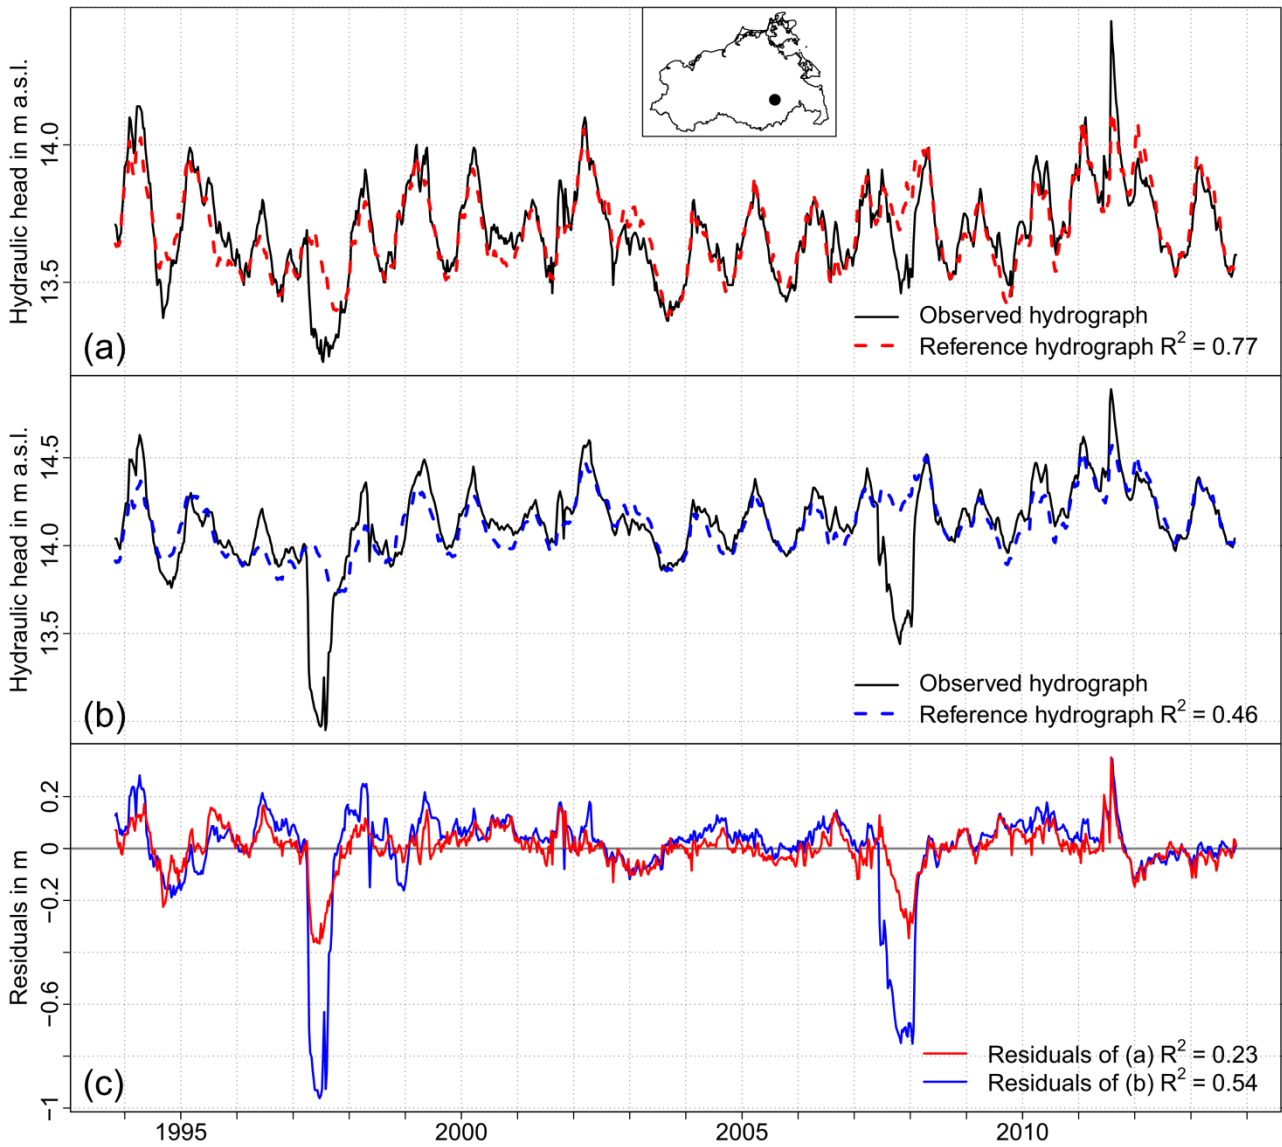 Hydraulic head in m a.s.l.
14.0
13.5
(a)
Observed hydrograph
Reference hydrograph R² = 0.77
Hydraulic head in m a.s.l.
14.5
14.0
13.5
(b)
Observed hydrograph
Reference hydrograph R² = 0.46
Residuals in m
0.2
0
−0.2
−0.6
−1
(c)
Residuals of (a) R² = 0.23
Residuals of (b) R² = 0.54
1995 2000 2005 2010